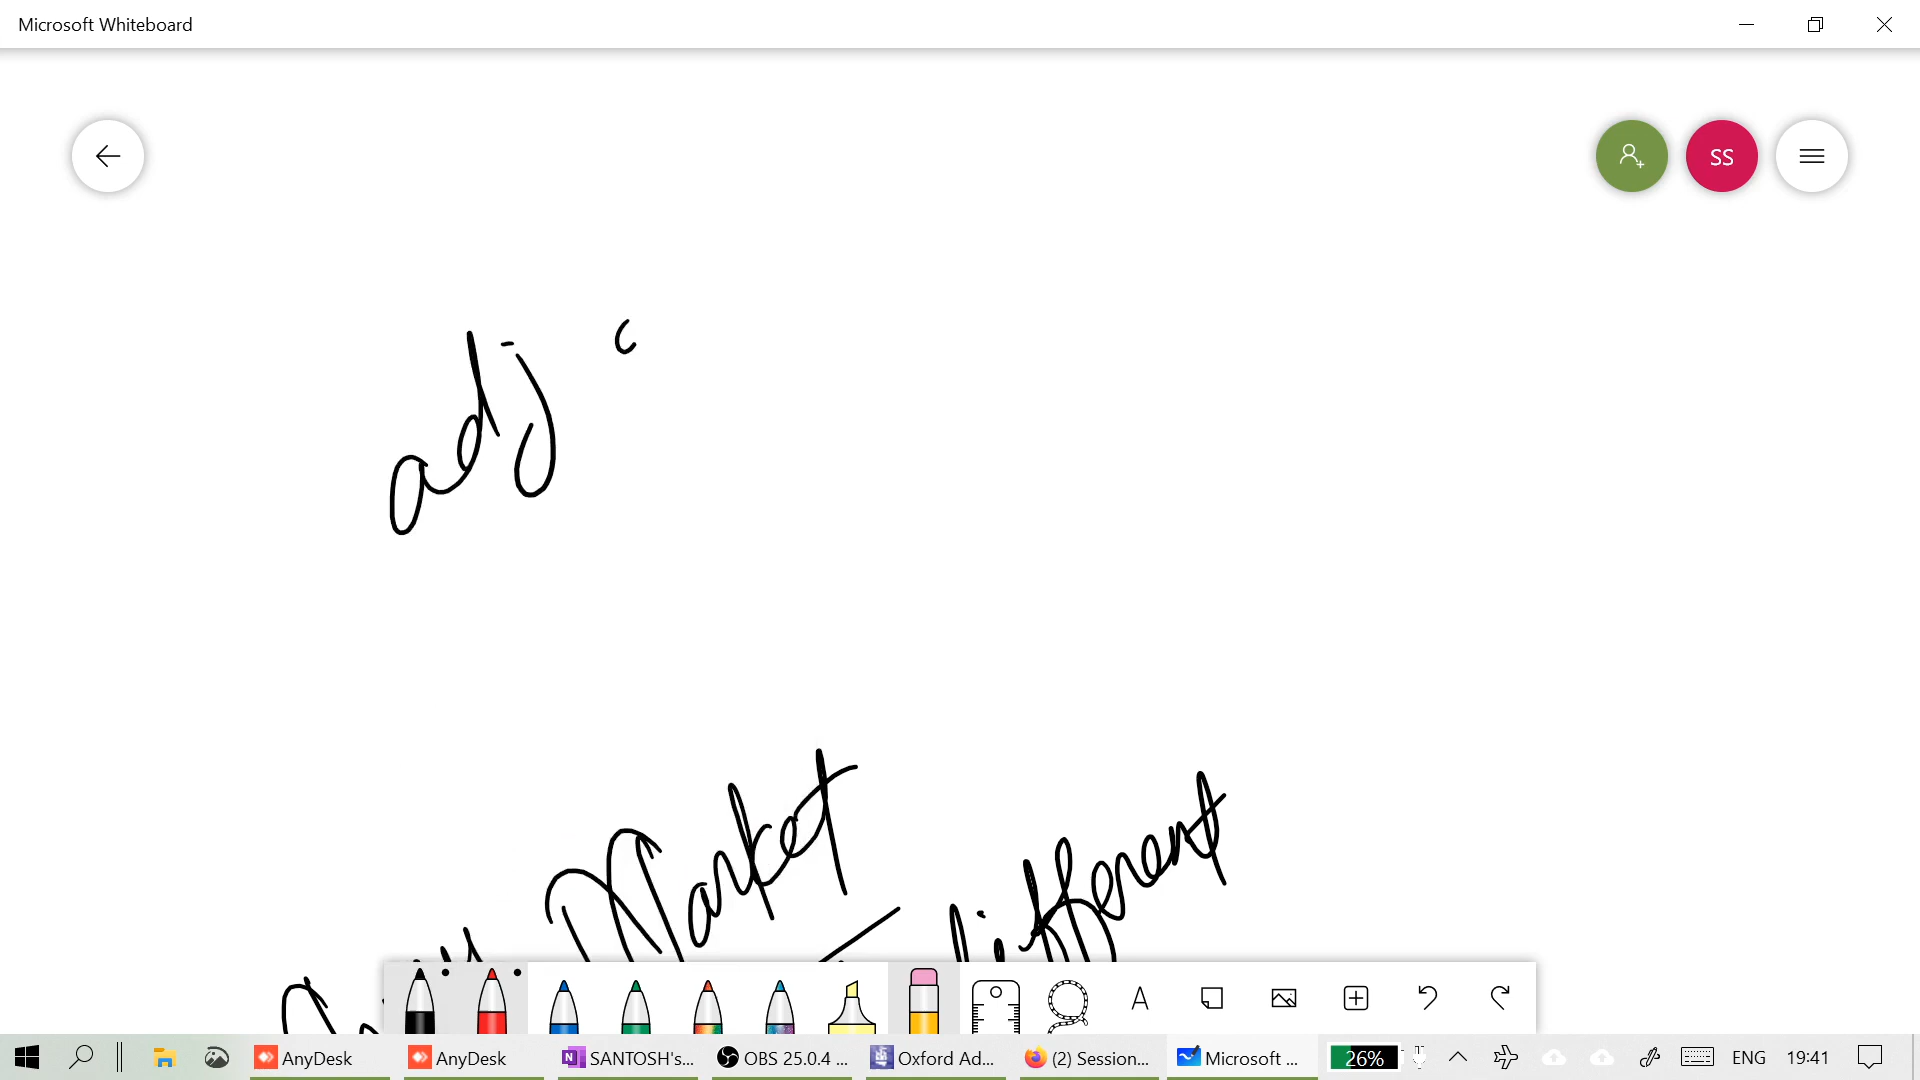 Microsoft Whiteboard
SS
adj
Market
different
A
AnyDesk
AnyDesk
SANTOSH's...
OBS 25.0.4 ...
Oxford Ad...
(2) Session...
Microsoft ...
26%
ENG
19:41